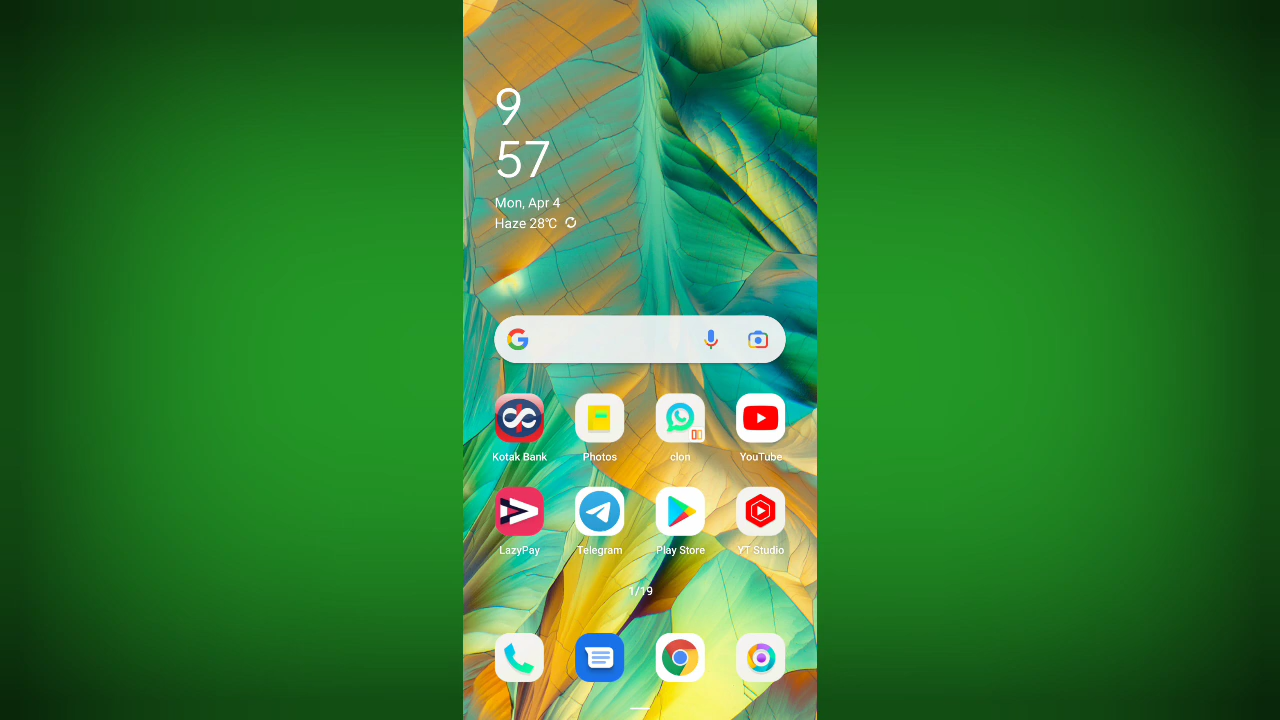 9
57
Mon, Apr 4
Haze 28°C
Kotak Bank Photos clon YouTube
LazyPay Telegram Play Store YT Studio
1/19